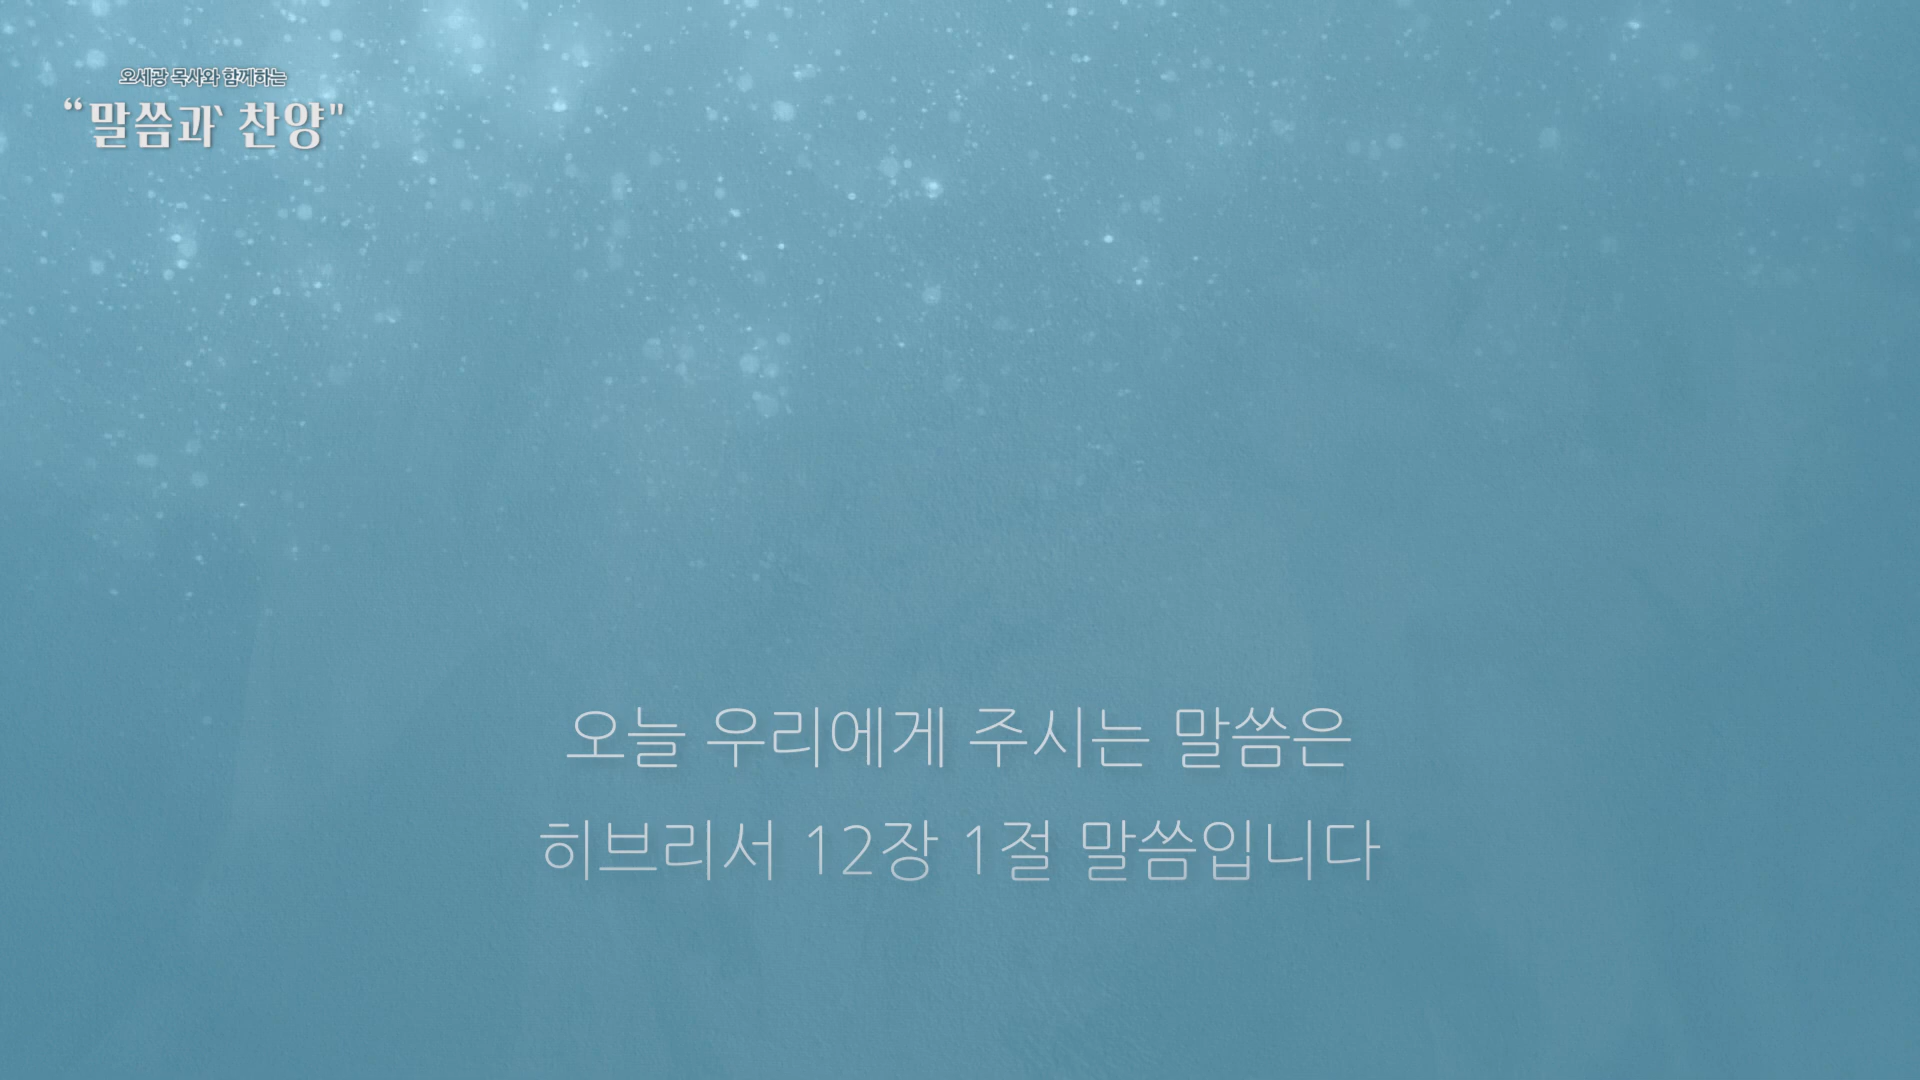 오세광 목사와 함께하는
“말씀과 찬양"
오늘 우리에게 주시는 말씀은
히브리서 12장 1절 말씀입니다